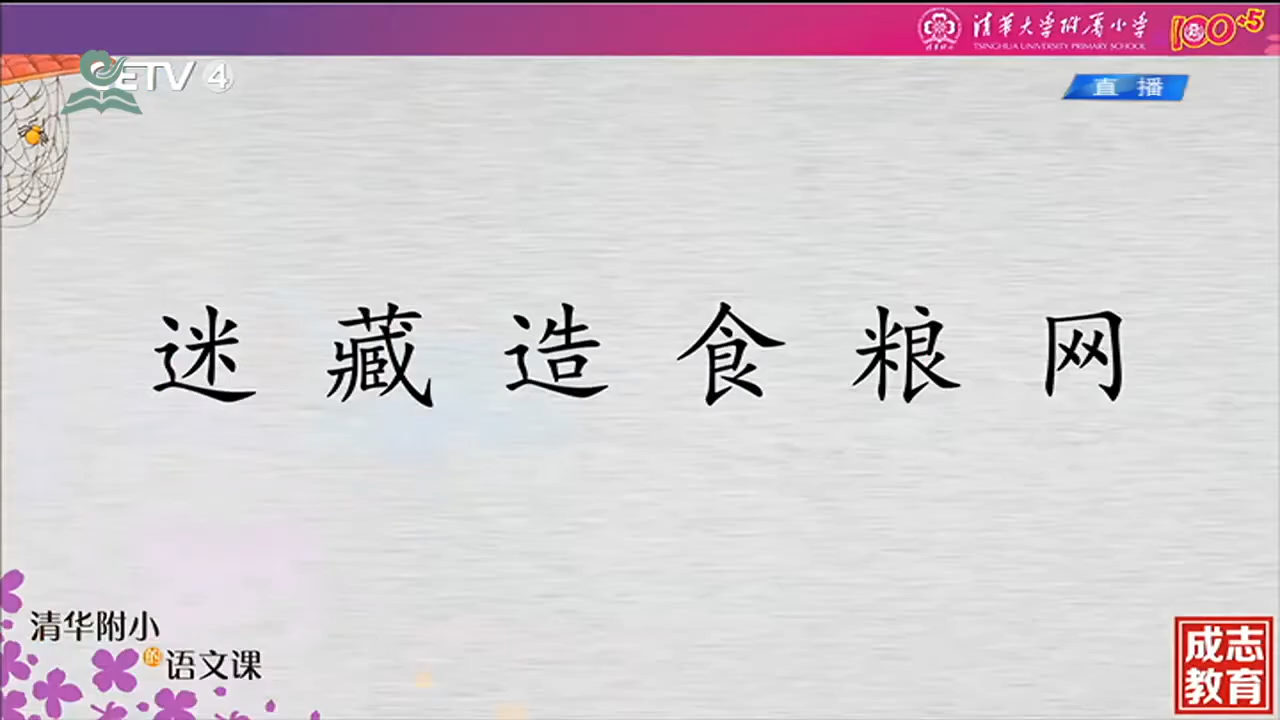 清华大学附属小学
TSINGHUA UNIVERSITY PRIMARY SCHOOL
100+5
CETV 4
直播
迷 藏 造 食 粮 网
清华附小
的语文课
成志
教育